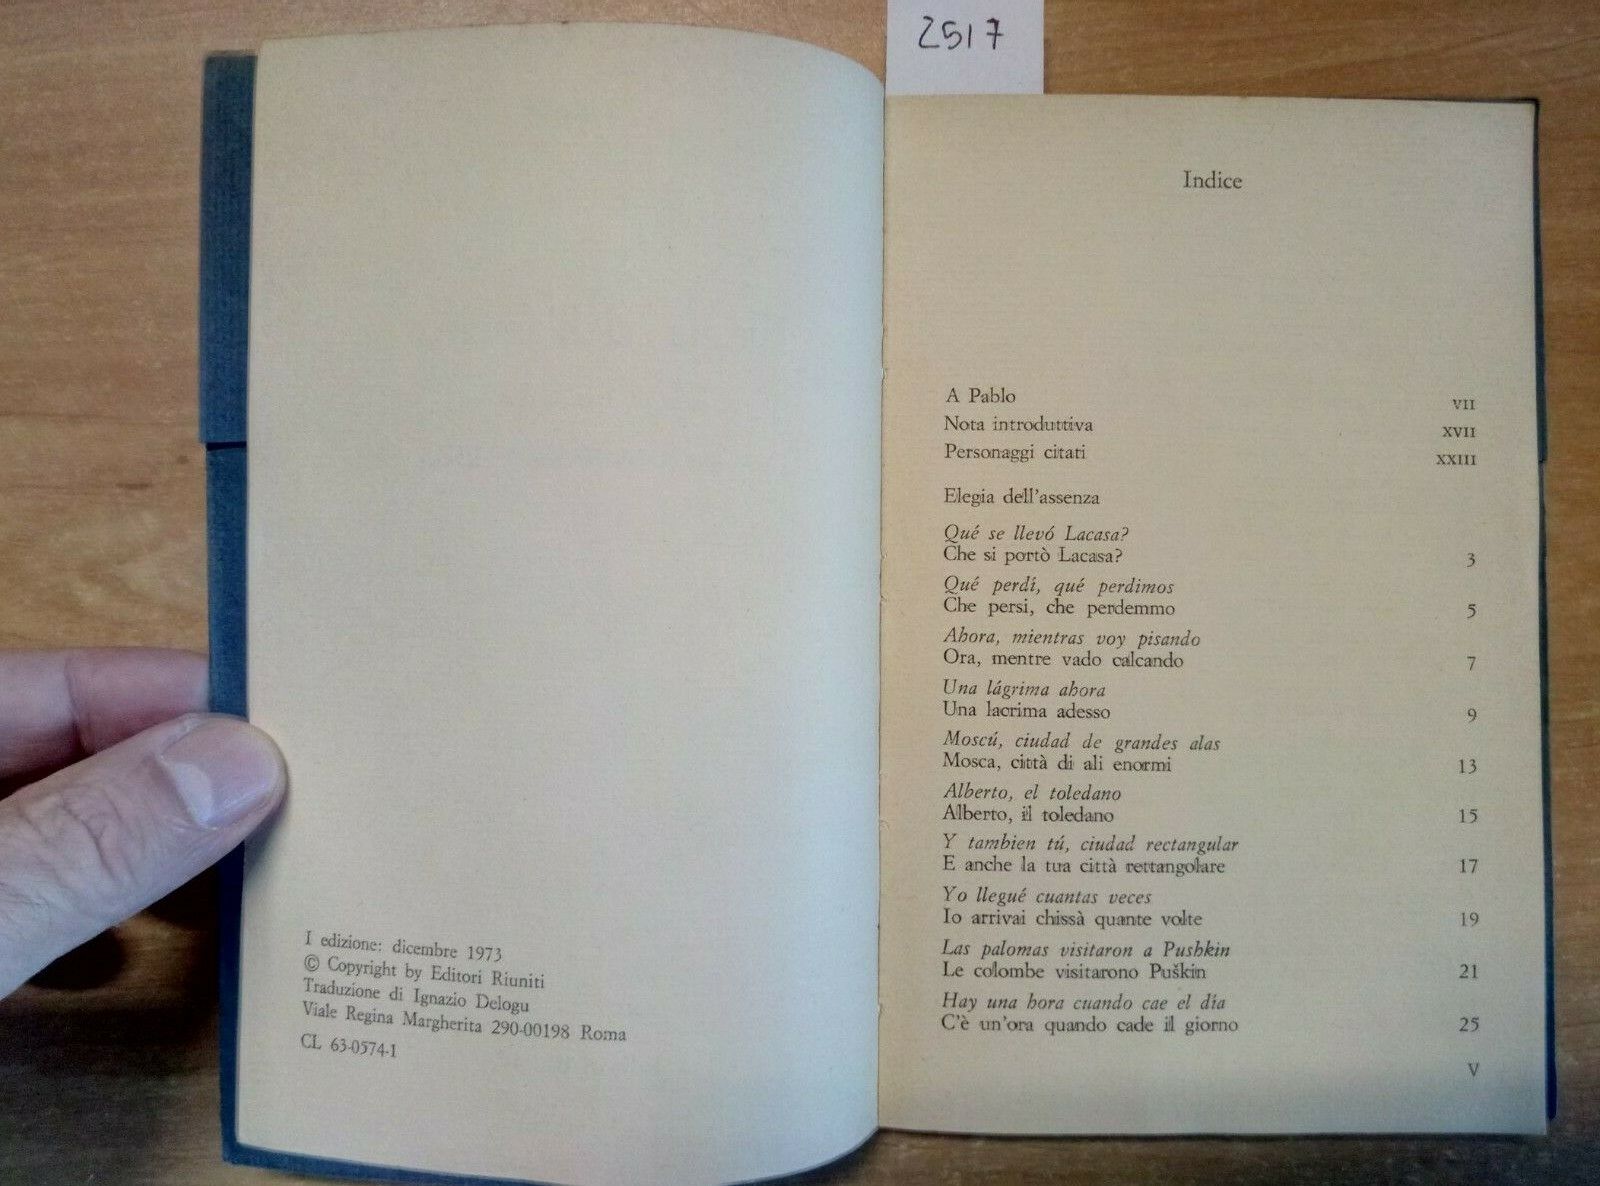 2517
I edizione: dicembre 1973
© Copyright by Editori Riuniti
Traduzione di Ignazio Delogu
Viale Regina Margherita 290-00198 Roma
CL 63-0574-1
Indice
A Pablo VII
Nota introduttiva XVII
Personaggi citati XXIII
Elegia dell'assenza
Qué se llevó Lacasa?
Che si portò Lacasa? 3
Qué perdí, qué perdimos
Che persi, che perdemmo 5
Ahora, mientras voy pisando
Ora, mentre vado calcando 7
Una lágrima ahora
Una lacrima adesso 9
Moscú, ciudad de grandes alas
Mosca, città di ali enormi 13
Alberto, el toledano
Alberto, il toledano 15
Y tambien tú, ciudad rectangular
E anche la tua città rettangolare 17
Yo llegué cuantas veces
Io arrivai chissà quante volte 19
Las palomas visitaron a Pushkin
Le colombe visitarono Puškin 21
Hay una hora cuando cae el día
C'è un'ora quando cade il giorno 25
V